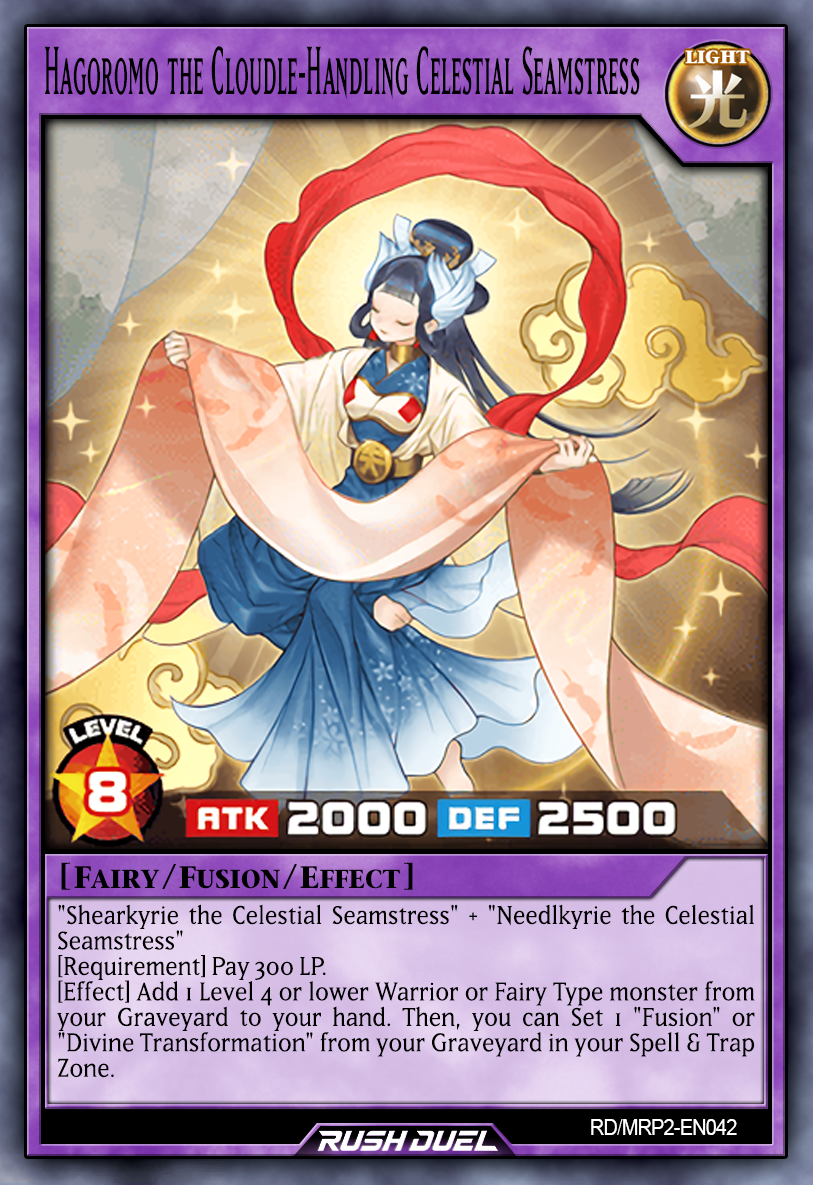 Hagoromo the Cloudle-Handling Celestial Seamstress
LIGHT
光
LEVEL
8
ATK 2000 DEF 2500
[Fairy/Fusion/Effect]
"Shearkyrie the Celestial Seamstress" + "Needlkyrie the Celestial
Seamstress"
[Requirement] Pay 300 LP.
[Effect] Add 1 Level 4 or lower Warrior or Fairy Type monster from
your Graveyard to your hand. Then, you can Set 1 "Fusion" or
"Divine Transformation" from your Graveyard in your Spell & Trap
Zone.
RD/MRP2-EN042
RUSH DUEL